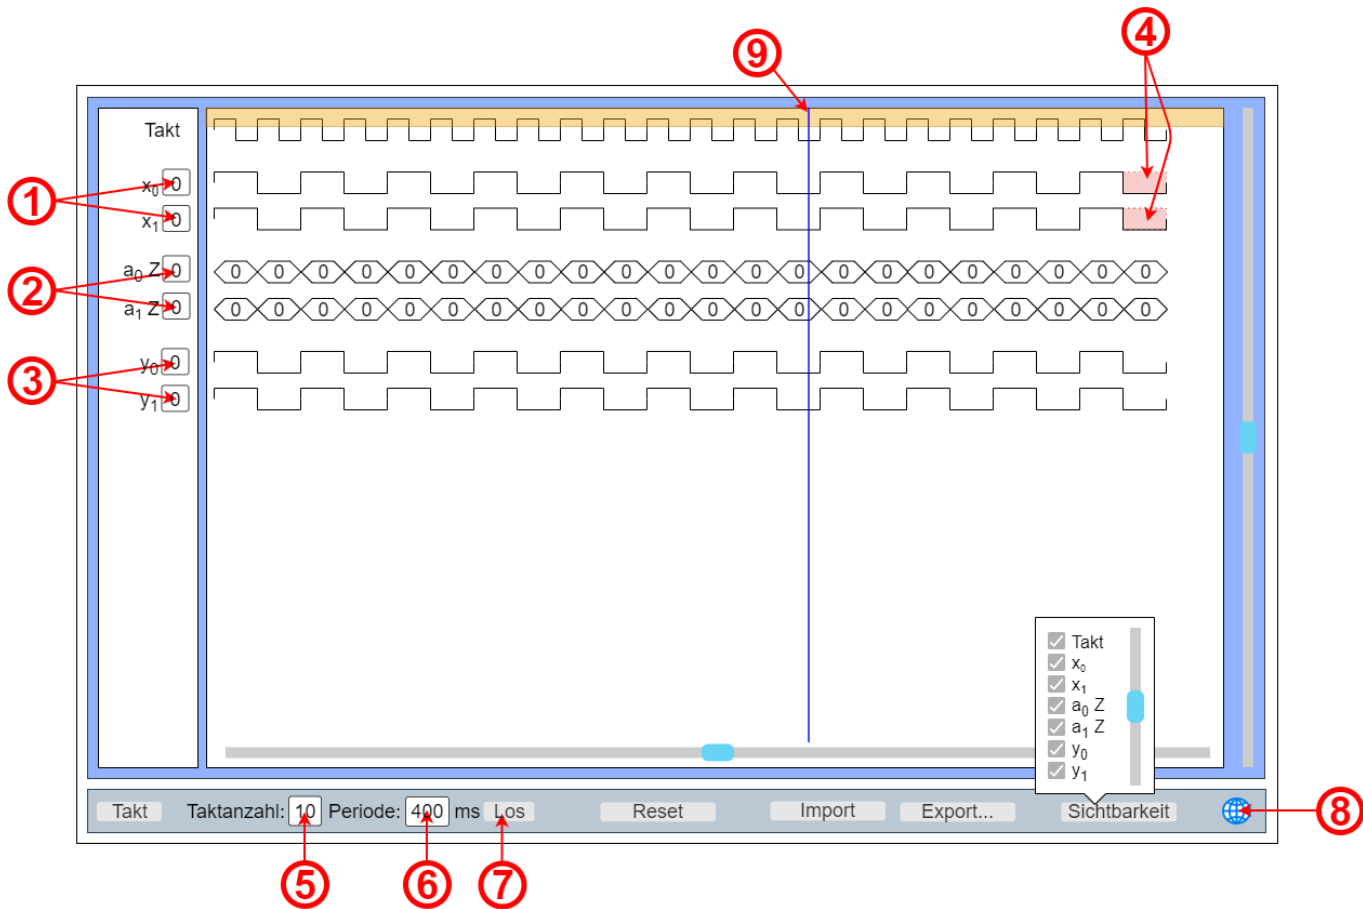 4
9
Takt
1
x0 0
x1 0
2
a0 Z 0 0 0 0 0 0 0 0 0 0 0 0 0 0 0 0 0 0 0 0 0 0 0
a1 Z 0 0 0 0 0 0 0 0 0 0 0 0 0 0 0 0 0 0 0 0 0 0 0
3
y0 0
y1 0
Takt
x0
x1
a0 Z
a1 Z
y0
y1
Takt Taktanzahl: 10 Periode: 400 ms Los Reset Import Export... Sichtbarkeit
8
5 6 7